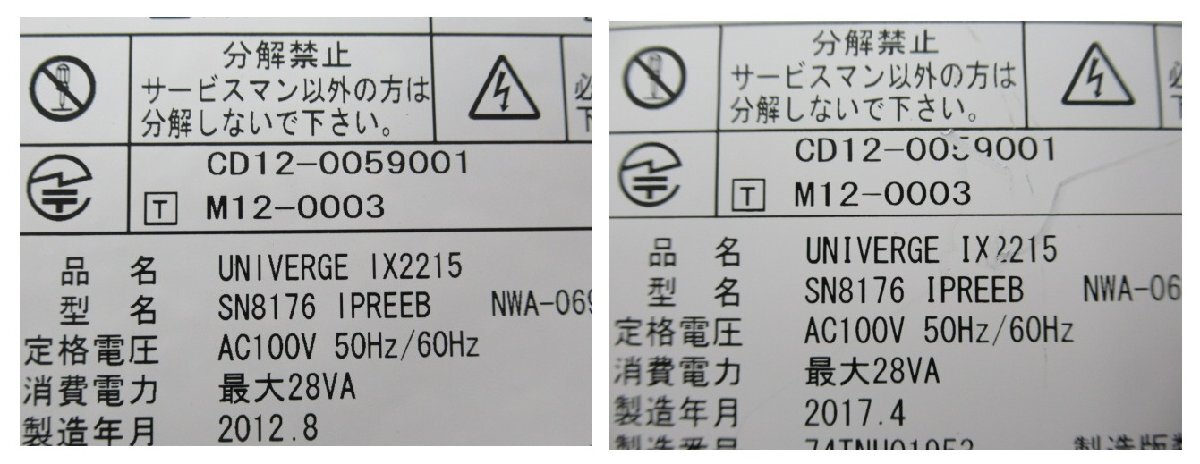 分解禁止
サービスマン以外の方は
分解しないで下さい。
必
下
CD12-0059001
T M12-0003
品名 UNIVERGE IX2215
型名 SN8176 IPREEB NWA-069
定格電圧 AC100V 50Hz/60Hz
消費電力 最大28VA
製造年月 2012.8
分解禁止
サービスマン以外の方は
分解しないで下さい。
CD12-0059001
T M12-0003
品名 UNIVERGE IX2215
型名 SN8176 IPREEB NWA-06
定格電圧 AC100V 50Hz/60Hz
消費電力 最大28VA
製造年月 2017.4